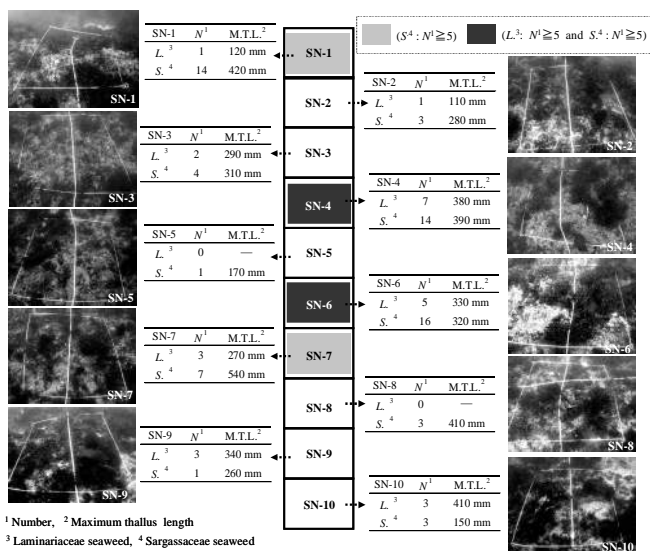 SN-1 N¹ M.T.L.²
L. ³ 1 120 mm
S. ⁴ 14 420 mm
SN-1
SN-1
(S.⁴ : N¹≧5)
(L.³: N¹≧5 and S.⁴ : N¹≧5)
SN-2
SN-2 N¹ M.T.L.²
L. ³ 1 110 mm
S. ⁴ 3 280 mm
SN-2
SN-3 N¹ M.T.L.²
L. ³ 2 290 mm
S. ⁴ 4 310 mm
SN-3
SN-3
SN-4
SN-4 N¹ M.T.L.²
L. ³ 7 380 mm
S. ⁴ 14 390 mm
SN-4
SN-5 N¹ M.T.L.²
L. ³ 0 —
S. ⁴ 1 170 mm
SN-5
SN-5
SN-6
SN-6 N¹ M.T.L.²
L. ³ 5 330 mm
S. ⁴ 16 320 mm
SN-6
SN-7 N¹ M.T.L.²
L. ³ 3 270 mm
S. ⁴ 7 540 mm
SN-7
SN-7
SN-8
SN-8 N¹ M.T.L.²
L. ³ 0 —
S. ⁴ 3 410 mm
SN-8
SN-9 N¹ M.T.L.²
L. ³ 3 340 mm
S. ⁴ 1 260 mm
SN-9
SN-9
SN-10
SN-10 N¹ M.T.L.²
L. ³ 3 410 mm
S. ⁴ 3 150 mm
SN-10
¹ Number, ² Maximum thallus length
³ Laminariaceae seaweed, ⁴ Sargassaceae seaweed